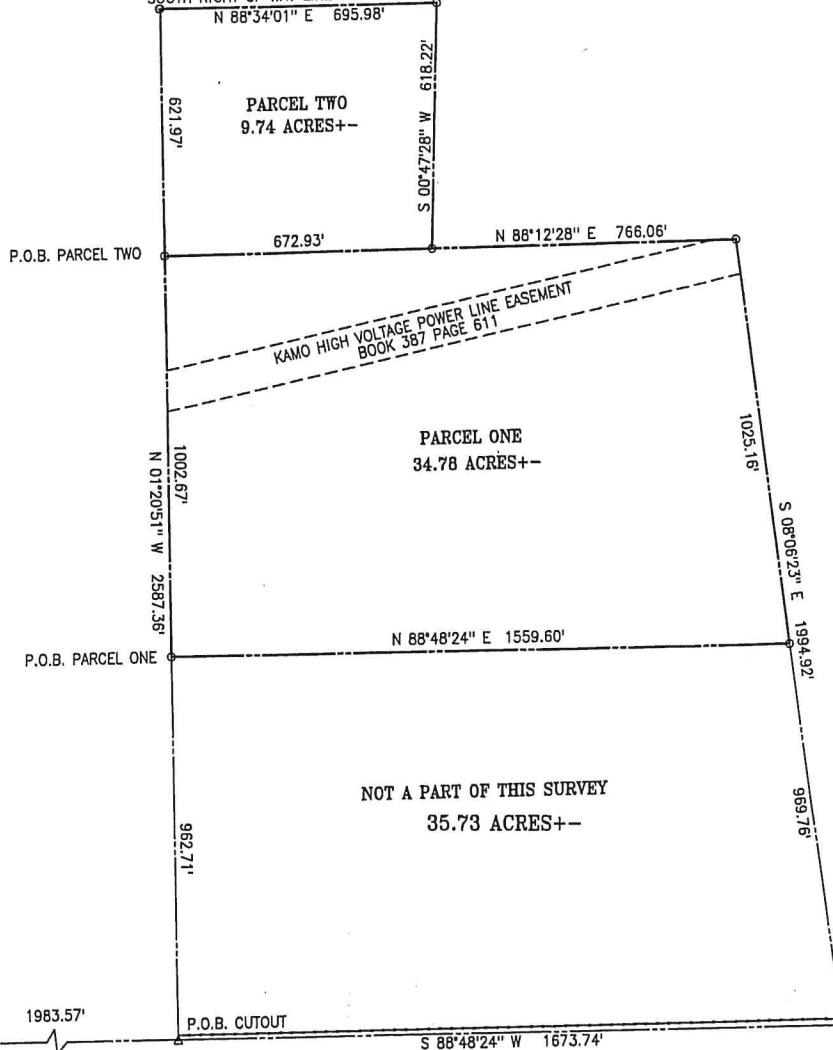 N 88°34'01" E 695.98'
621.97'
PARCEL TWO
9.74 ACRES+-
S 00°47'28" W 618.22'
P.O.B. PARCEL TWO
672.93'
N 88°12'28" E 766.06'
KAMO HIGH VOLTAGE POWER LINE EASEMENT
BOOK 387 PAGE 611
PARCEL ONE
34.78 ACRES+-
1002.67'
N 01°20'51" W 2587.36'
1025.16'
S 08°06'23" E 1994.92'
P.O.B. PARCEL ONE
N 88°48'24" E 1559.60'
NOT A PART OF THIS SURVEY
35.73 ACRES+-
962.71'
969.76'
1983.57'
P.O.B. CUTOUT
S 88°48'24" W 1673.74'